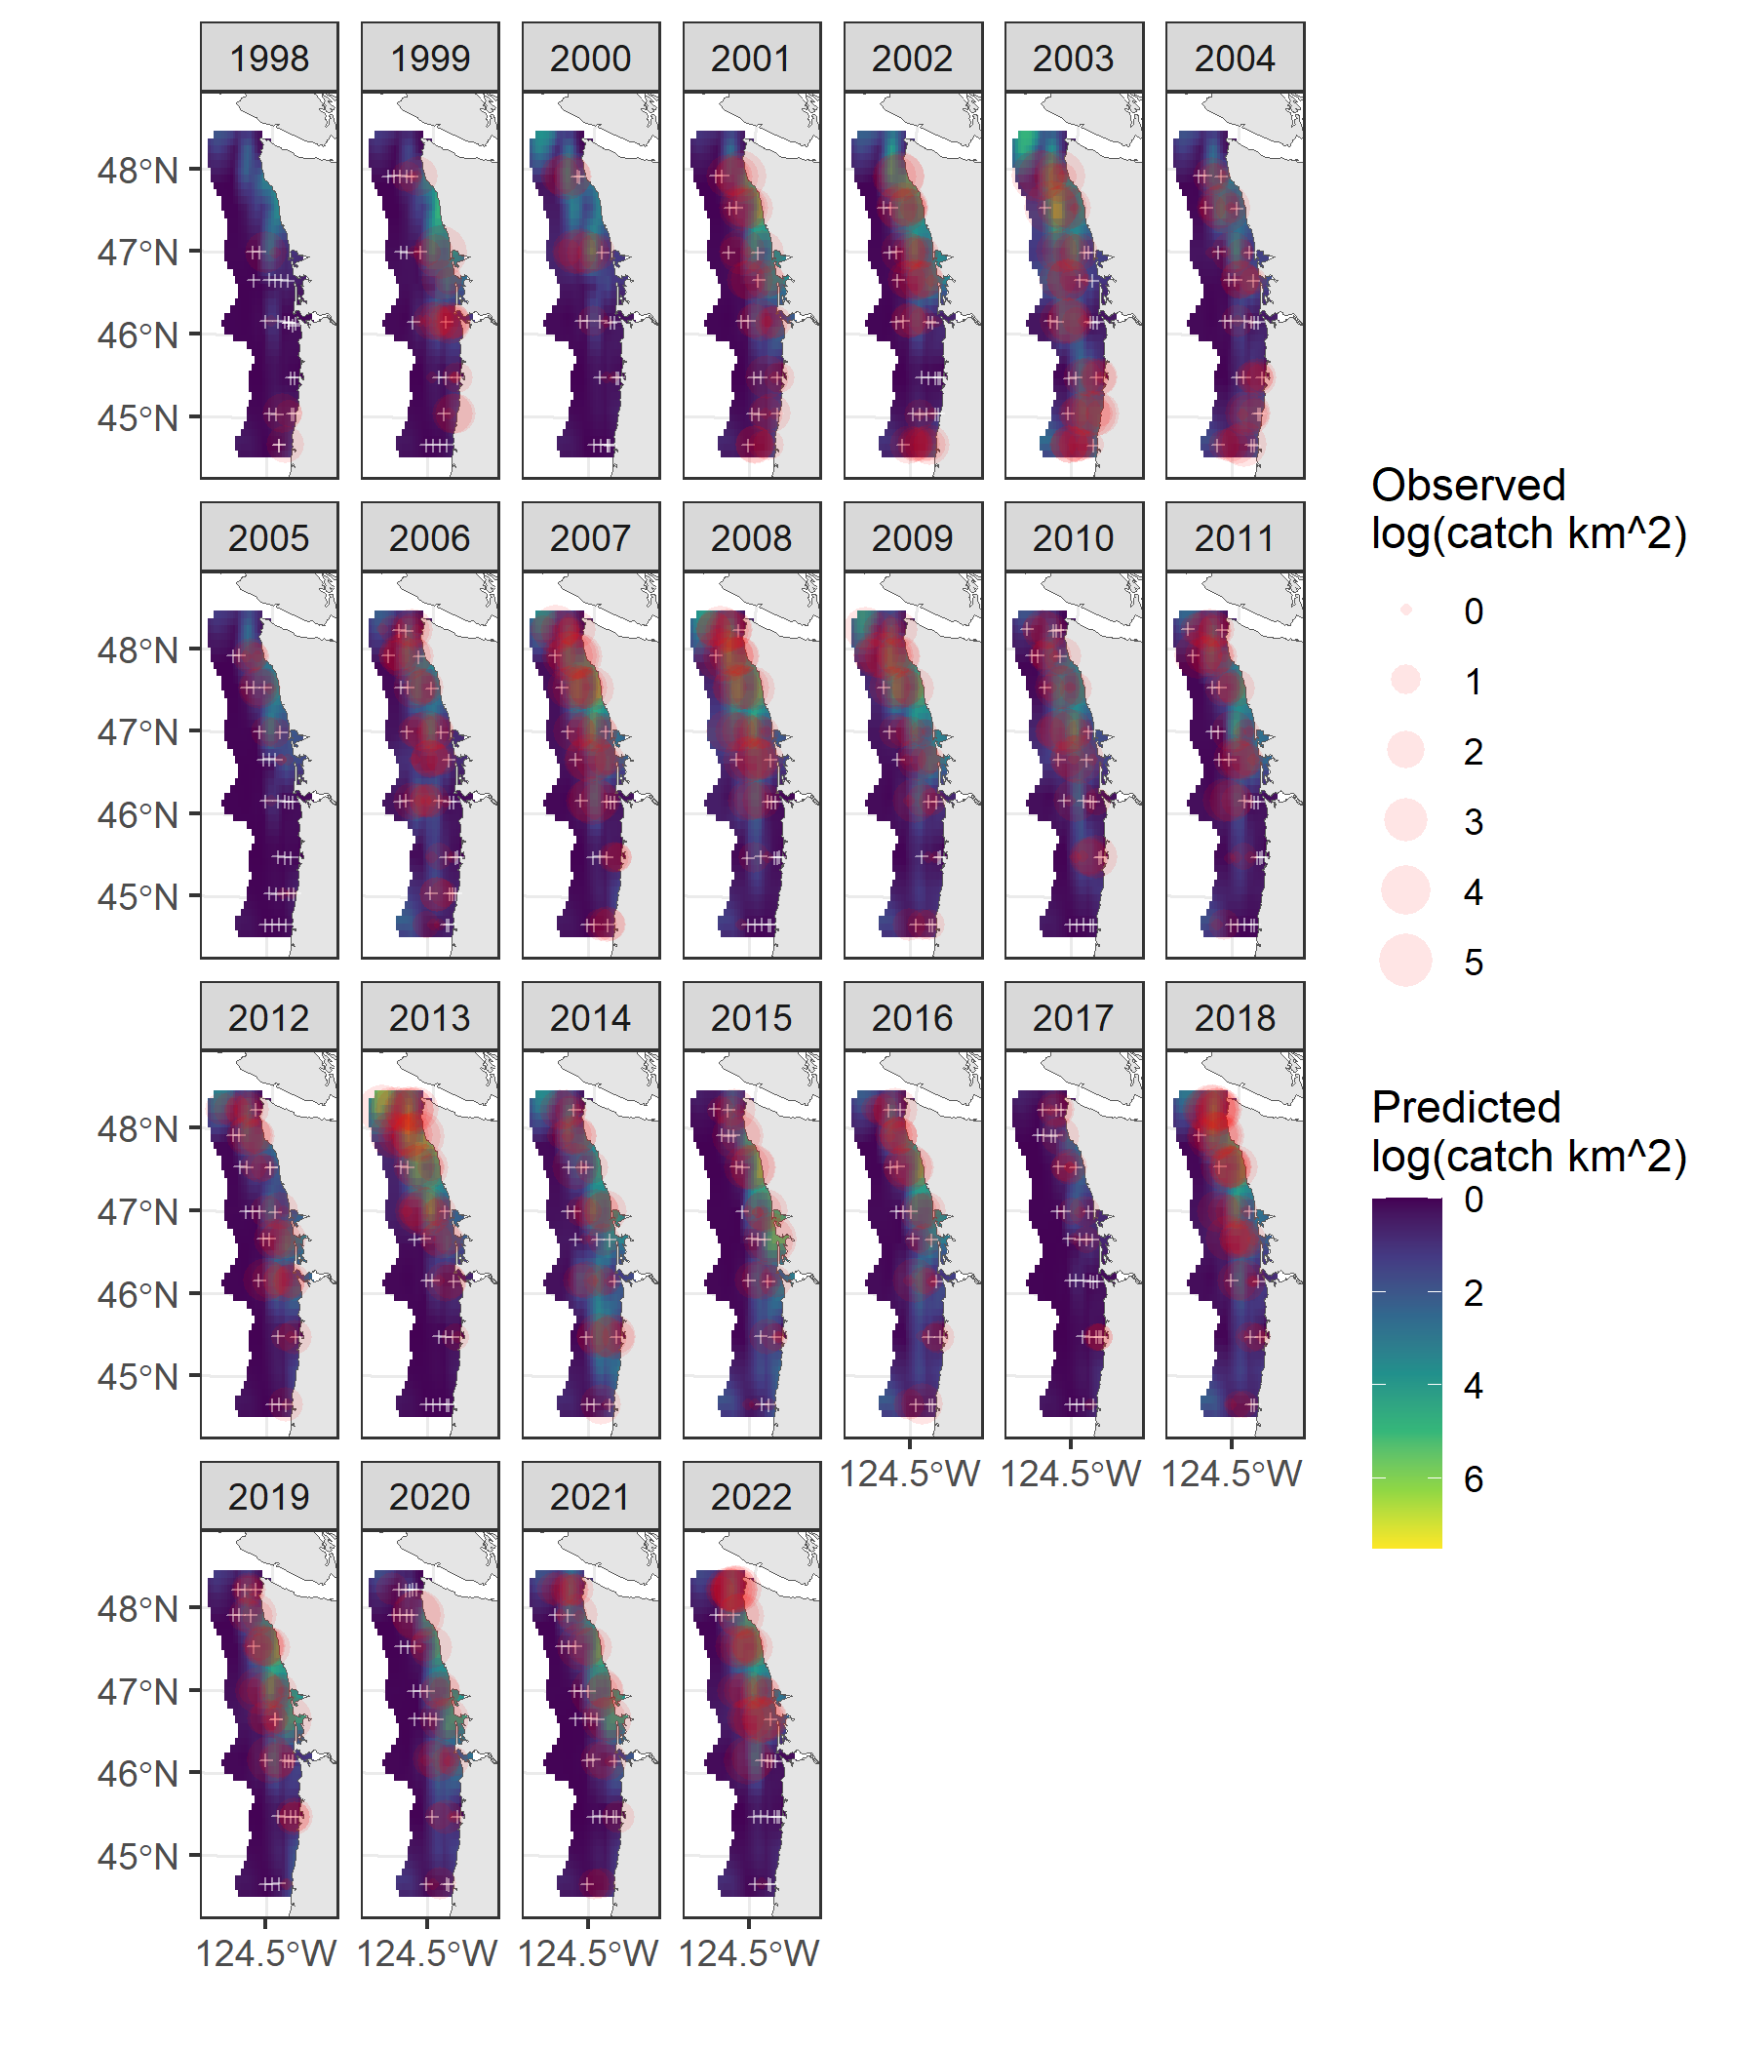 1998 1999 2000 2001 2002 2003 2004
48°N
47°N
46°N
45°N
2005 2006 2007 2008 2009 2010 2011
48°N
47°N
46°N
45°N
2012 2013 2014 2015 2016 2017 2018
48°N
47°N
46°N
45°N
124.5°W 124.5°W 124.5°W
2019 2020 2021 2022
48°N
47°N
46°N
45°N
124.5°W 124.5°W 124.5°W 124.5°W
Observed
log(catch km^2)
0
1
2
3
4
5
Predicted
log(catch km^2)
0
2
4
6